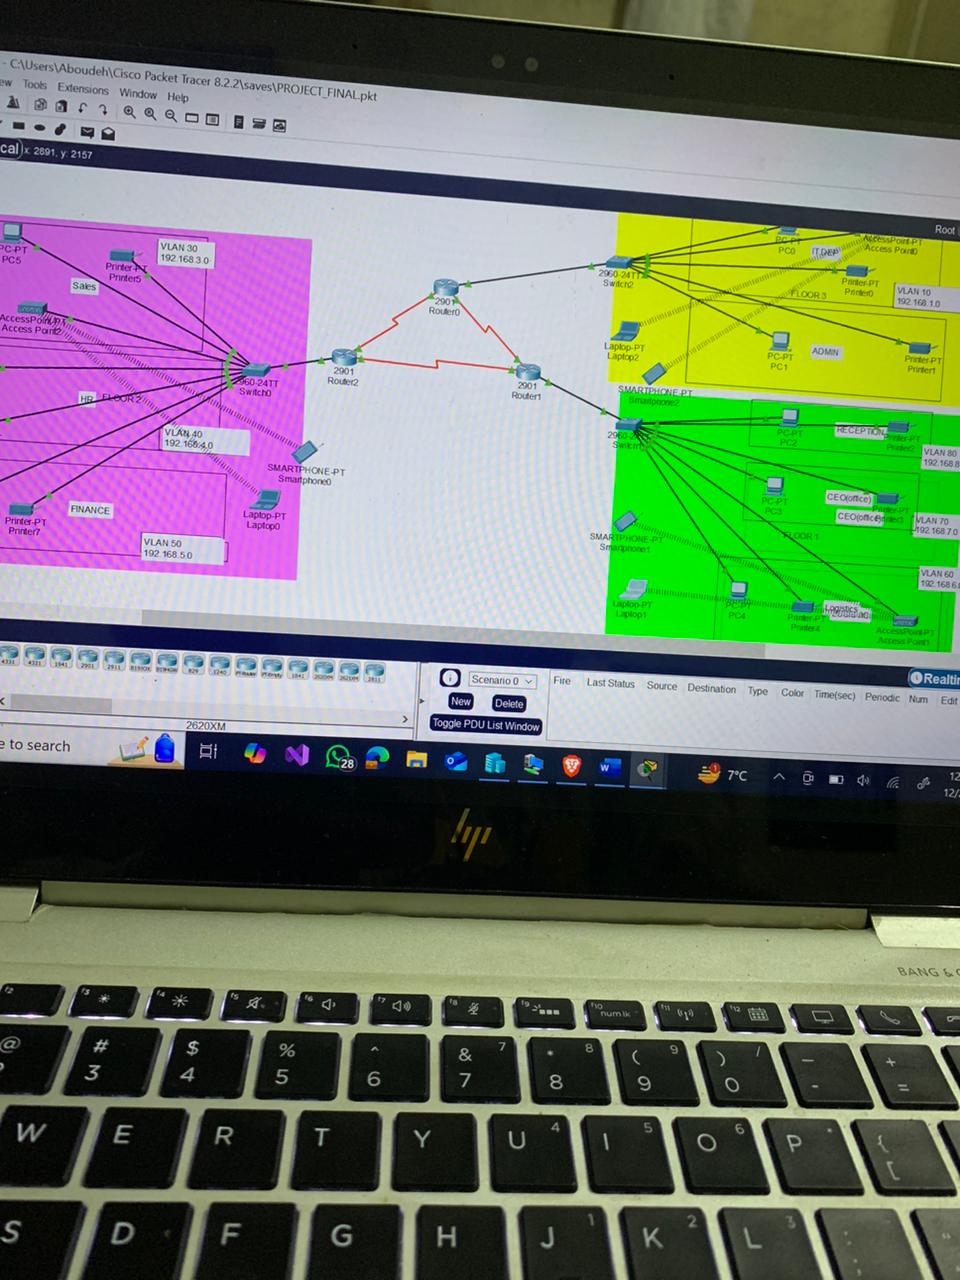 - C:\Users\Aboudeh\Cisco Packet Tracer 8.2.2\saves\PROJECT_FINAL.pkt
ew Tools Extensions Window Help
cal x: 2891, y: 2157
Root
PC-PT
PC5
Printer-PT
Printer5
VLAN 30
192.168.3.0
Sales
Access Point2
HR
FLOOR 2
2960-24TT
Switch0
VLAN 40
192.168.4.0
SMARTPHONE-PT
Smartphone0
Laptop-PT
Laptop0
Printer-PT
Printer7
FINANCE
VLAN 50
192.168.5.0
2901
Router0
2901
Router2
2901
Router1
2960-24TT
Switch2
PC-PT
PC0
IT DEP
AccessPoint-PT
Access Point0
Printer-PT
Printer0
VLAN 10
192.168.1.0
FLOOR 3
Laptop-PT
Laptop2
PC-PT
PC1
ADMIN
Printer-PT
Printer1
SMARTPHONE-PT
Smartphone2
2960-24TT
Switch1
PC-PT
PC2
RECEPTION
Printer-PT
Printer2
VLAN 80
192.168.8
PC-PT
PC3
CEO(office)
CEO(office)
Printer-PT
Printer3
VLAN 70
192.168.7.0
FLOOR 1
SMARTPHONE-PT
Smartphone1
VLAN 60
192.168.6
Laptop-PT
Laptop1
PC-PT
PC4
Printer-PT
Printer4
Logistics
AccessPoint-PT
Access Point1
4331 4321 1941 2901 2911 819IOX 819HGW 829 1240 PT-Router PT-Empty 1841 2620XM 2621XM 2811
2620XM
Scenario 0
New Delete
Toggle PDU List Window
Fire Last Status Source Destination Type Color Time(sec) Periodic Num Edit
Realtim
e to search
28
7°C
12
12/
hp
BANG & O
f2 f3 f4 f5 f6 f7 f8 f9 f10 num lk f11 f12
@ # 3 $ 4 % 5 ^ 6 & 7 7 * 8 8 ( 9 9 ) 0 / _ - + =
W E R T Y U 4 I 5 O 6 P * { [
S D F G H J 1 K 2 L 3 : ;